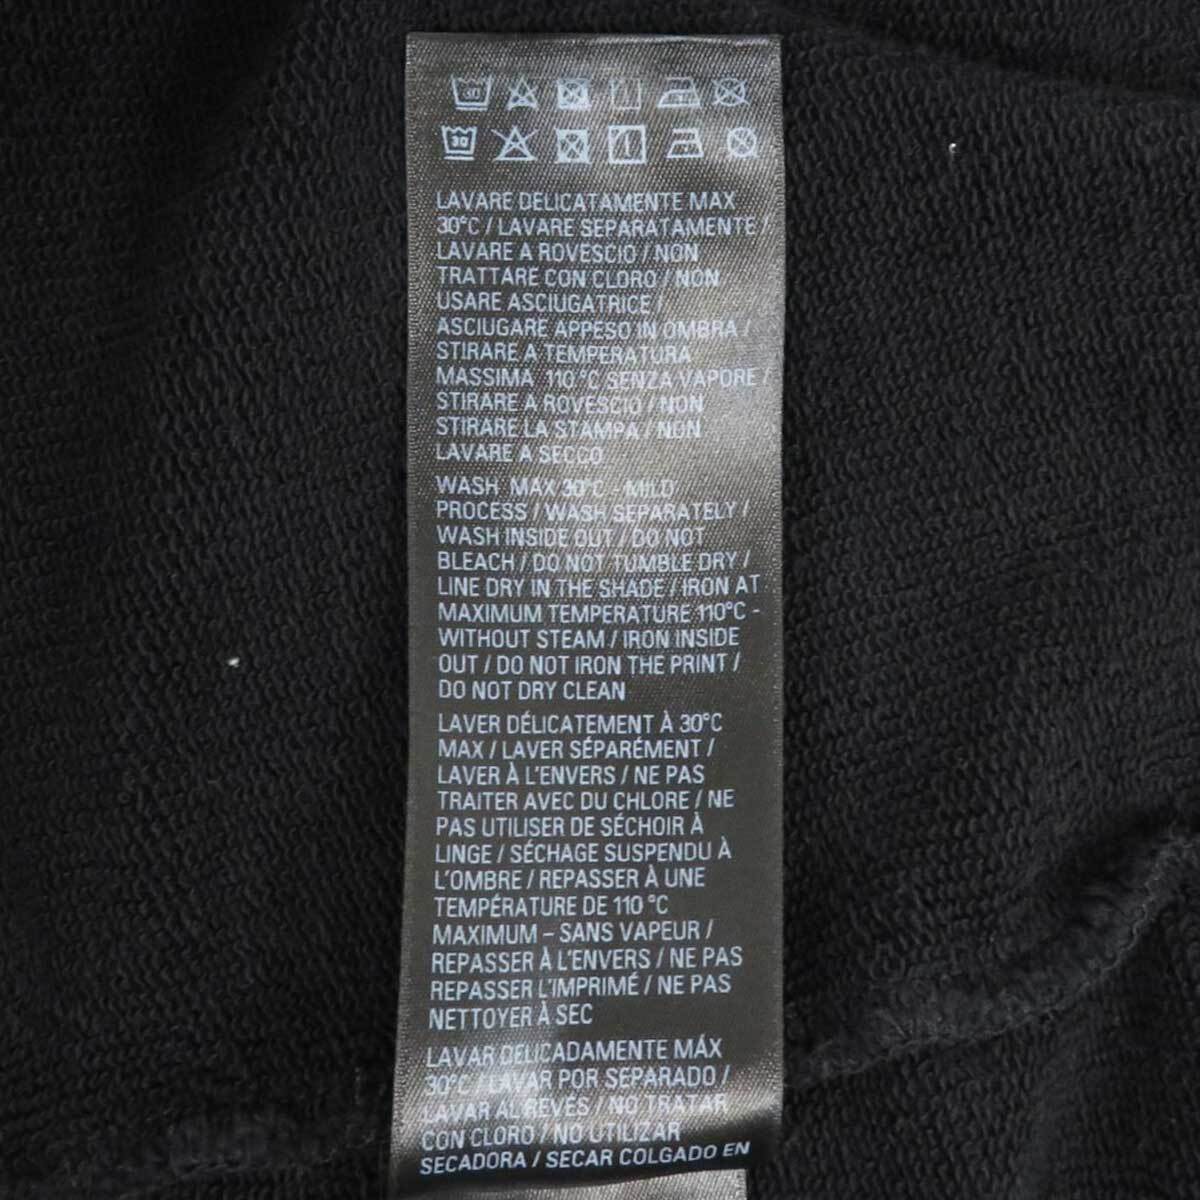 30
LAVARE DELICATAMENTE MAX
30°C / LAVARE SEPARATAMENTE /
LAVARE A ROVESCIO / NON
TRATTARE CON CLORO / NON
USARE ASCIUGATRICE /
ASCIUGARE APPESO IN OMBRA /
STIRARE A TEMPERATURA
MASSIMA 110 °C SENZA VAPORE /
STIRARE A ROVESCIO / NON
STIRARE LA STAMPA / NON
LAVARE A SECCO
WASH MAX 30°C - MILD
PROCESS / WASH SEPARATELY /
WASH INSIDE OUT / DO NOT
BLEACH / DO NOT TUMBLE DRY /
LINE DRY IN THE SHADE / IRON AT
MAXIMUM TEMPERATURE 110°C -
WITHOUT STEAM / IRON INSIDE
OUT / DO NOT IRON THE PRINT /
DO NOT DRY CLEAN
LAVER DÉLICATEMENT À 30°C
MAX / LAVER SÉPARÉMENT /
LAVER À L'ENVERS / NE PAS
TRAITER AVEC DU CHLORE / NE
PAS UTILISER DE SÉCHOIR À
LINGE / SÉCHAGE SUSPENDU À
L'OMBRE / REPASSER À UNE
TEMPÉRATURE DE 110 °C
MAXIMUM – SANS VAPEUR /
REPASSER À L'ENVERS / NE PAS
REPASSER L'IMPRIMÉ / NE PAS
NETTOYER À SEC
LAVAR DELICADAMENTE MÁX
30°C / LAVAR POR SEPARADO /
LAVAR AL REVÉS / NO TRATAR
CON CLORO / NO UTILIZAR
SECADORA / SECAR COLGADO EN